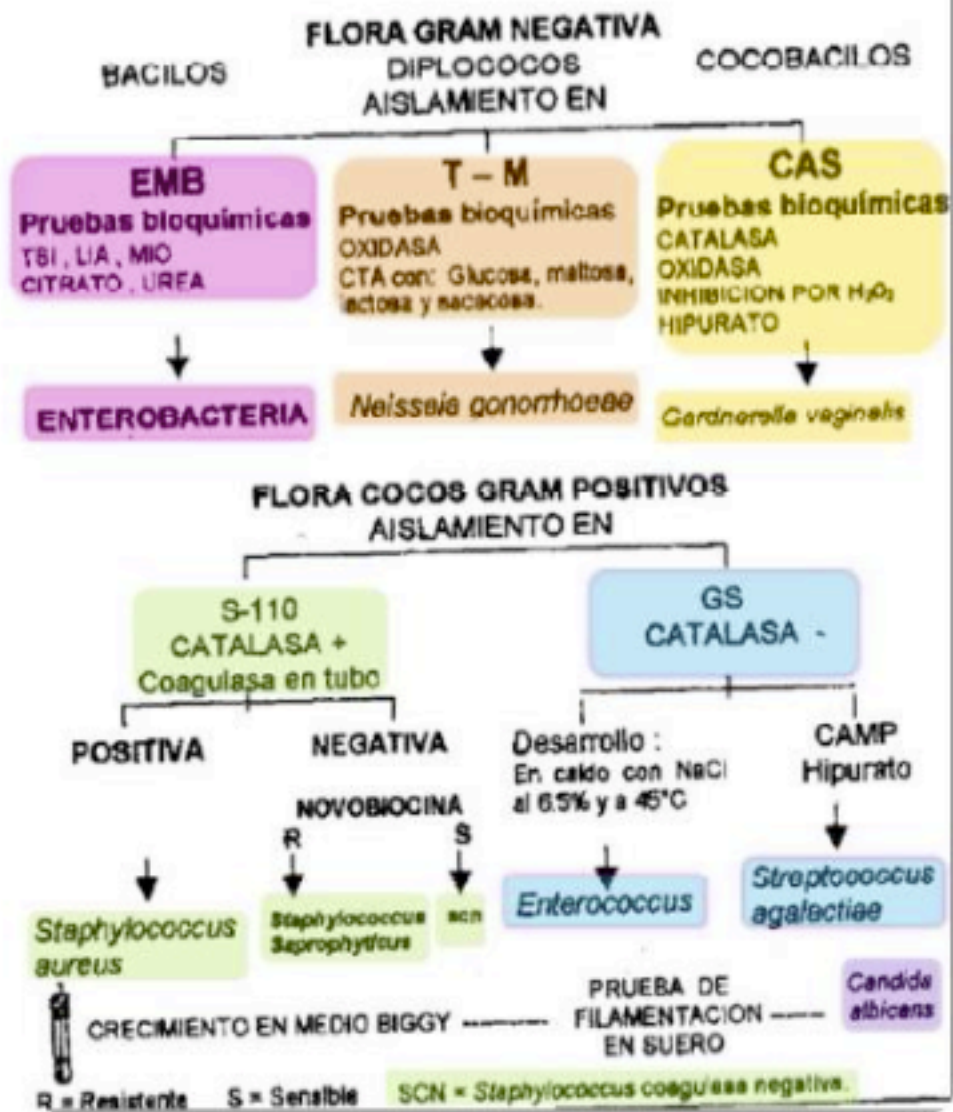 FLORA GRAM NEGATIVA
BACILOS
DIPLOCOCOS
COCOBACILOS
AISLAMIENTO EN
EMB
Pruebas bioquímicas
TSI, LIA, MIO
CITRATO, UREA
T – M
Pruebas bioquímicas
OXIDASA
CTA con: Glucosa, maltosa,
lactosa y sacacosa.
CAS
Pruebas bioquímicas
CATALASA
OXIDASA
INHIBICION POR H₂O₂
HIPURATO
ENTEROBACTERIA
Neisseia gonorrhoeae
Gardnerella vaginalis
FLORA COCOS GRAM POSITIVOS
AISLAMIENTO EN
S-110
CATALASA +
Coagulasa en tubo
GS
CATALASA -
POSITIVA
NEGATIVA
Desarrollo :
En caldo con NaCl
al 6.5% y a 45°C
CAMP
Hipurato
NOVOBIOCINA
R
S
Staphylococcus
aureus
Staphylococcus
Saprophyticus
scn
Enterococcus
Streptococcus
agalactiae
CRECIMIENTO EN MEDIO BIGGY
PRUEBA DE
FILAMENTACION
EN SUERO
Candida
albicans
R = Resistente
S = Sensible
SCN = Staphylococcus coagulasa negativa.